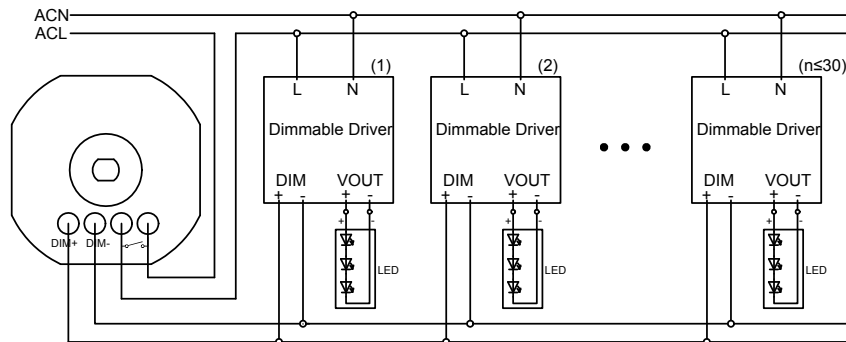 ACN
ACL
(1) (2) (n≤30)
L N L N L N
Dimmable Driver Dimmable Driver Dimmable Driver
DIM VOUT DIM VOUT DIM VOUT
+ - + - + - + - + - + -
+ - + - + -
DIM+ DIM-
LED LED LED